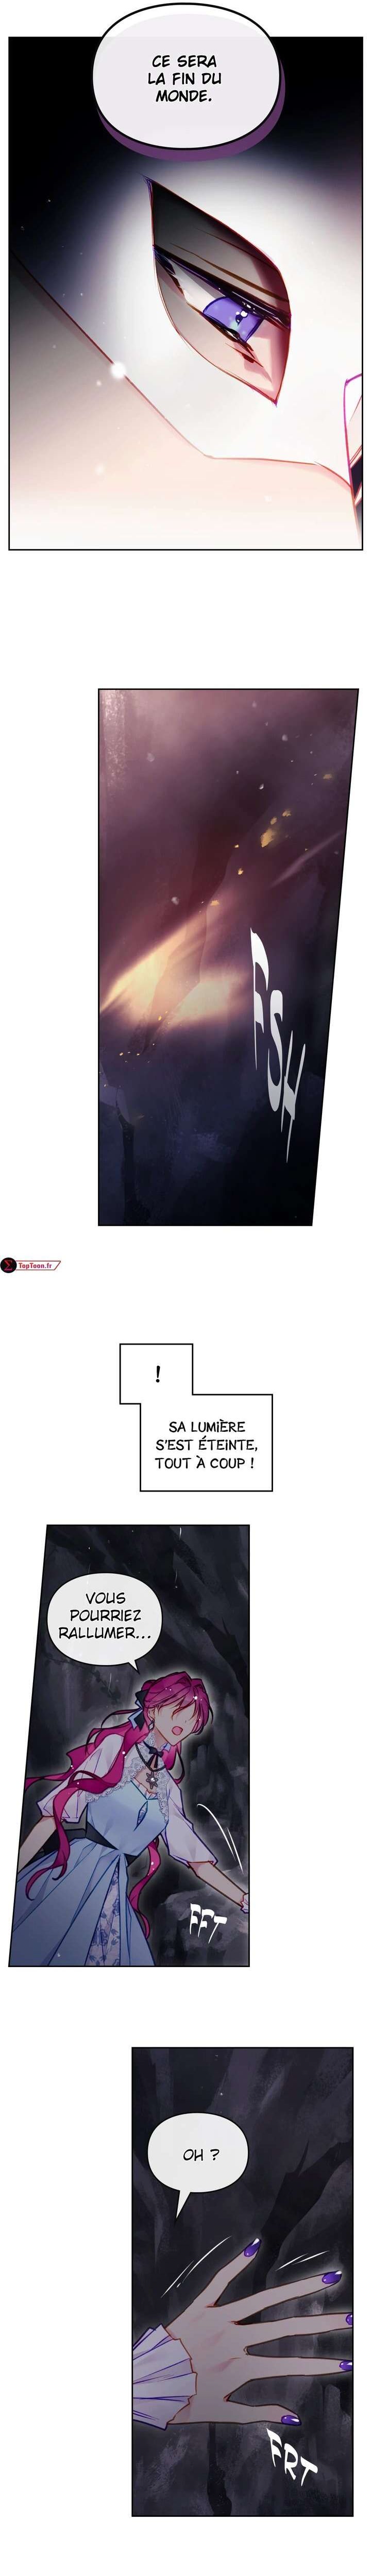 CE SERA
LA FIN DU
MONDE.
FSH
TopToon.fr
!
SA LUMIÈRE
S'EST ÉTEINTE,
TOUT À COUP !
VOUS
POURRIEZ
RALLUMER...
FFT
OH ?
FRT